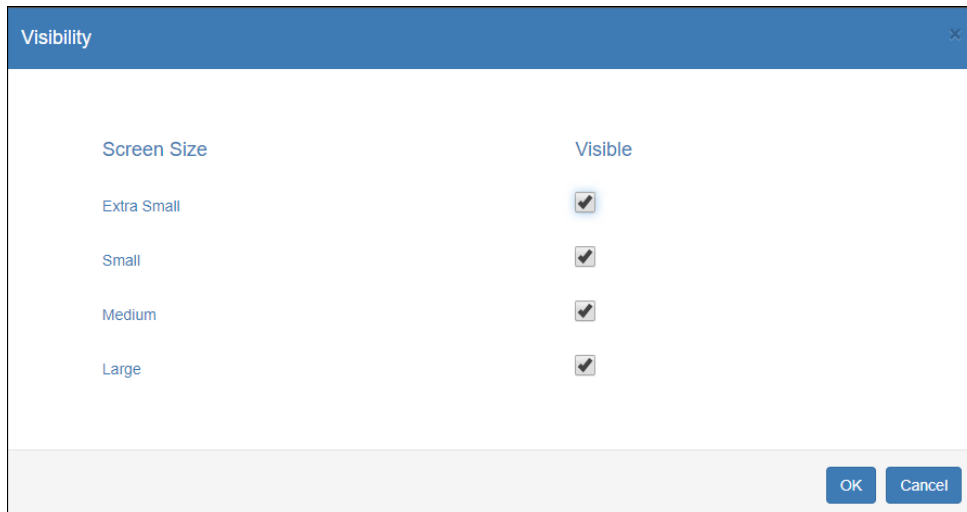 Visibility ×
Screen Size Visible
Extra Small
Small
Medium
Large
OK Cancel